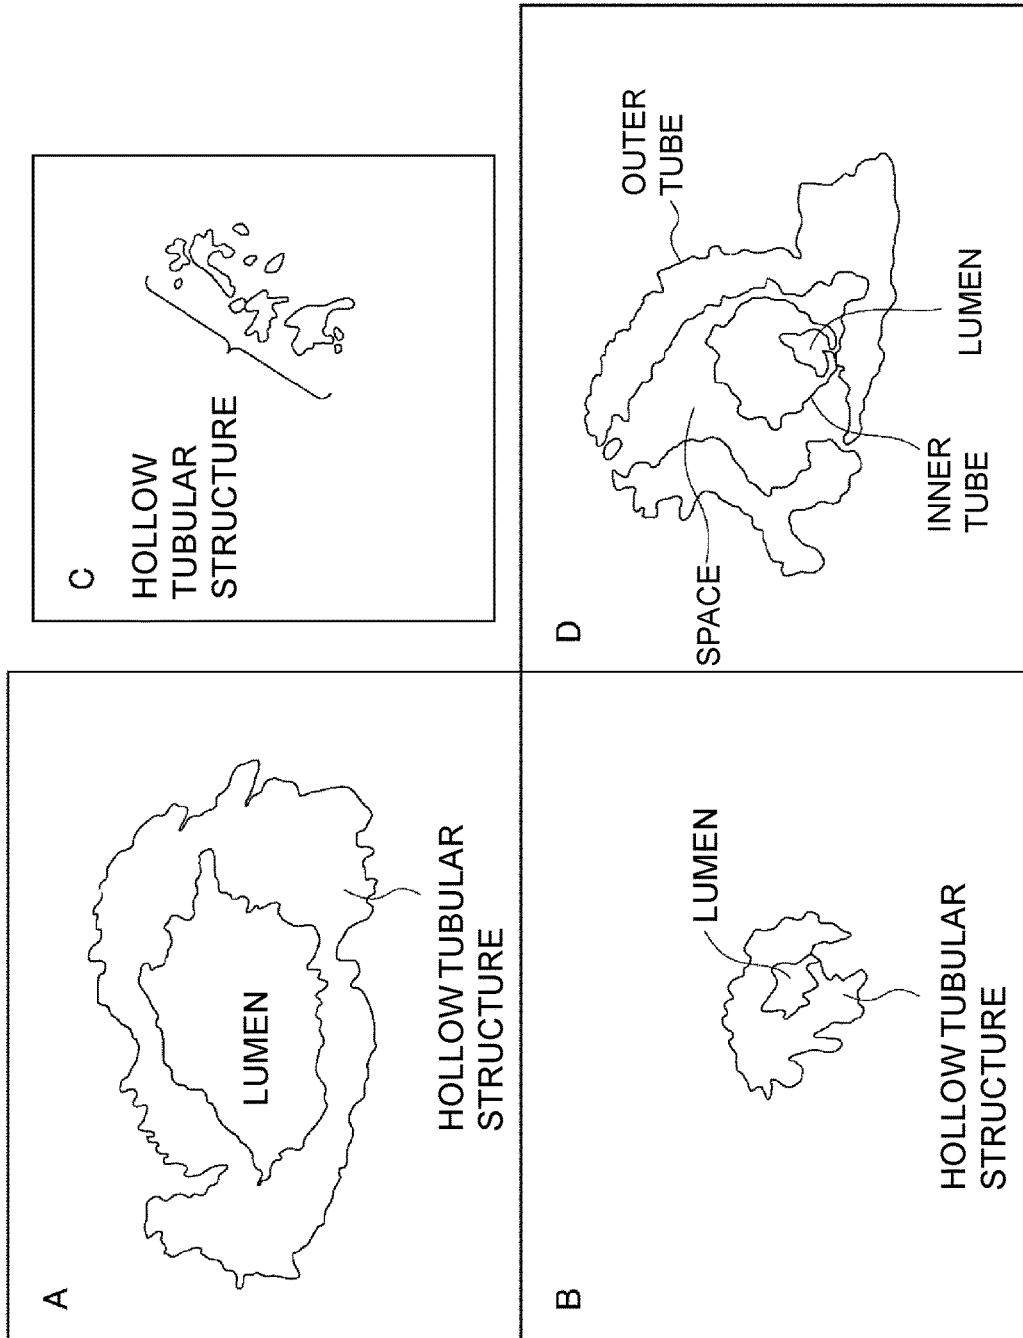 A
LUMEN
HOLLOW TUBULAR
STRUCTURE
C
HOLLOW
TUBULAR
STRUCTURE
B
LUMEN
HOLLOW TUBULAR
STRUCTURE
D
OUTER
TUBE
SPACE
INNER
TUBE
LUMEN